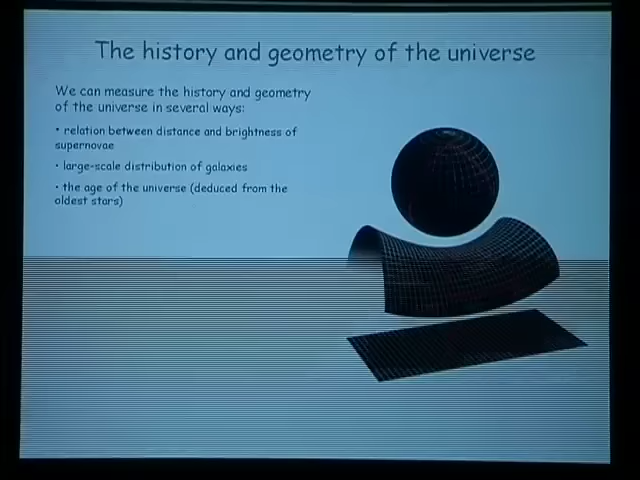 The history and geometry of the universe
We can measure the history and geometry
of the universe in several ways:
• relation between distance and brightness of
supernovae
• large-scale distribution of galaxies
• the age of the universe (deduced from the
oldest stars)